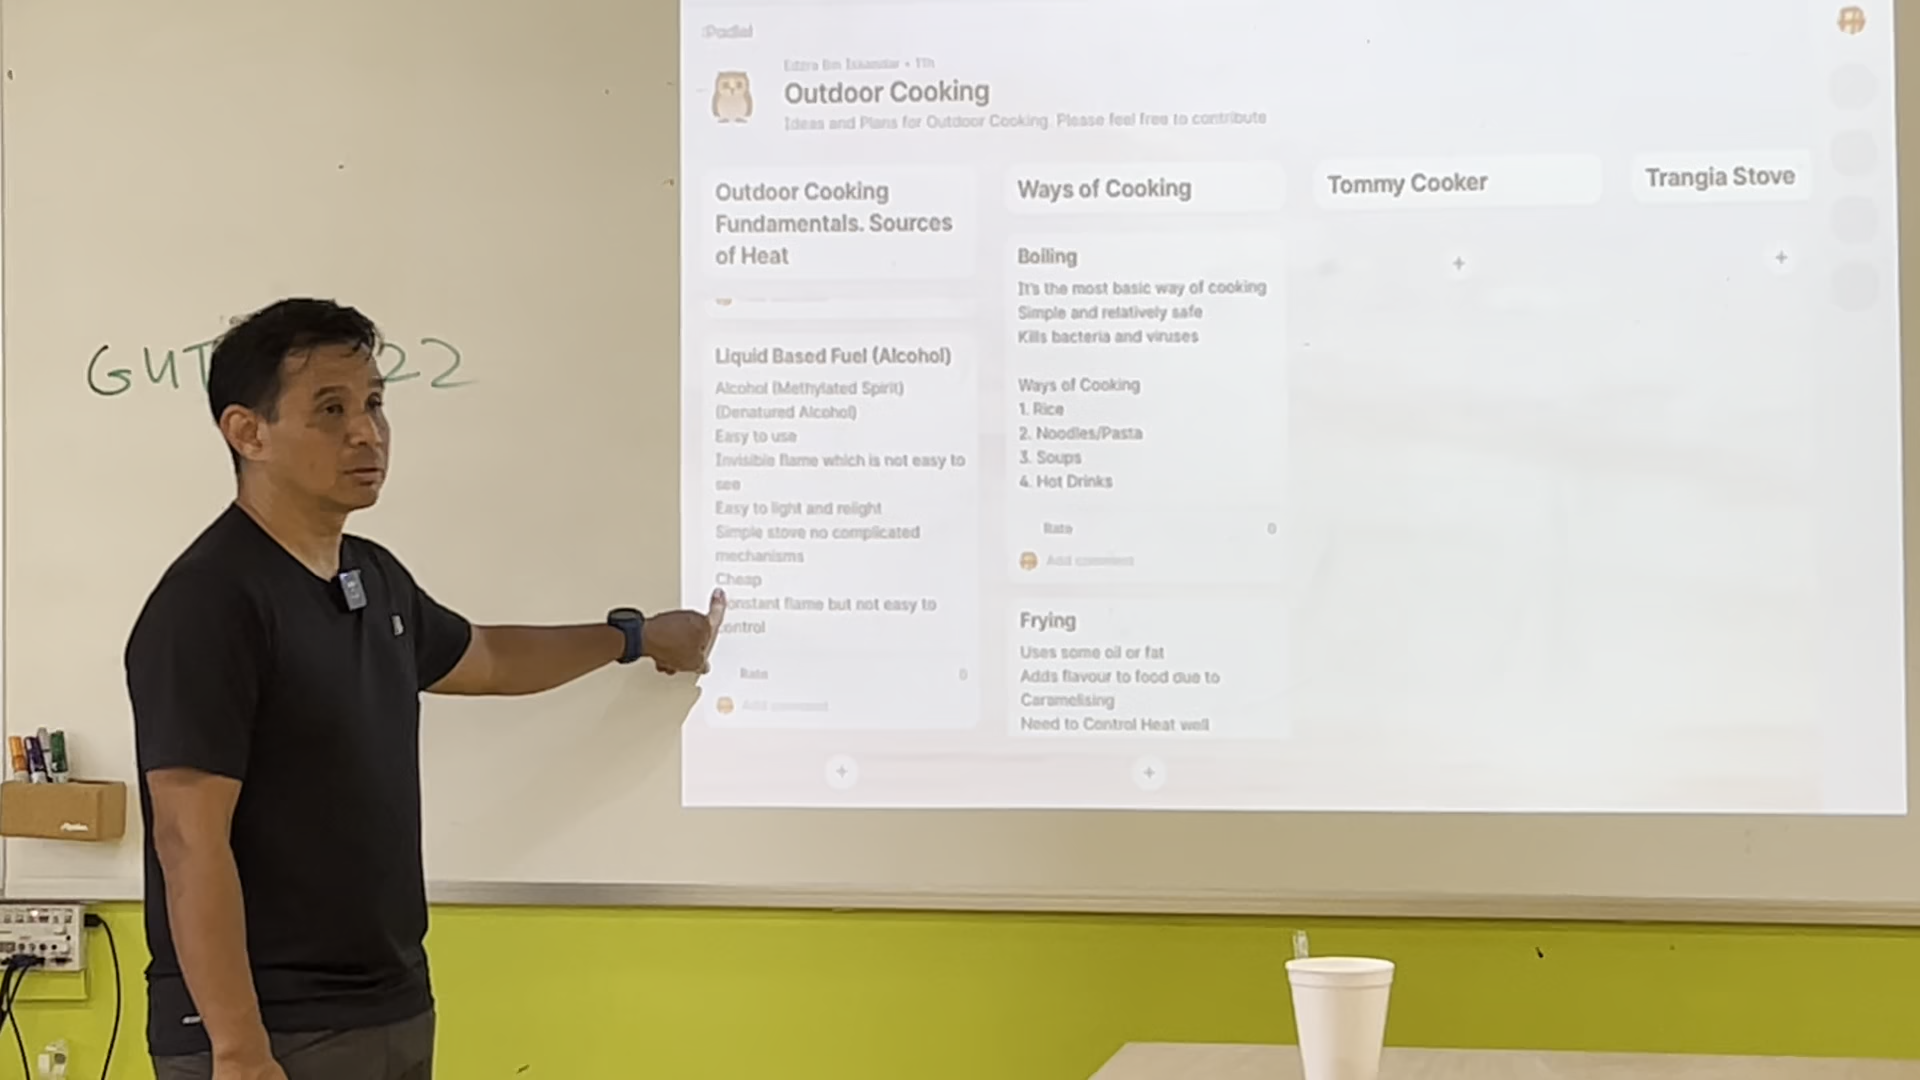 Padlet
Outdoor Cooking
Ideas and Plans for Outdoor Cooking. Please feel free to contribute
Outdoor Cooking
Fundamentals. Sources
of Heat
Liquid Based Fuel (Alcohol)
Alcohol (Methylated Spirit)
(Denatured Alcohol)
Easy to use
Invisible flame which is not easy to
see
Easy to light and relight
Simple stove no complicated
mechanisms
Cheap
onstant flame but not easy to
control
Rate 0
Add comment
Ways of Cooking
Boiling
It's the most basic way of cooking
Simple and relatively safe
Kills bacteria and viruses
Ways of Cooking
1. Rice
2. Noodles/Pasta
3. Soups
4. Hot Drinks
Rate 0
Add comment
Frying
Uses some oil or fat
Adds flavour to food due to
Caramelising
Need to Control Heat well
Tommy Cooker
Trangia Stove